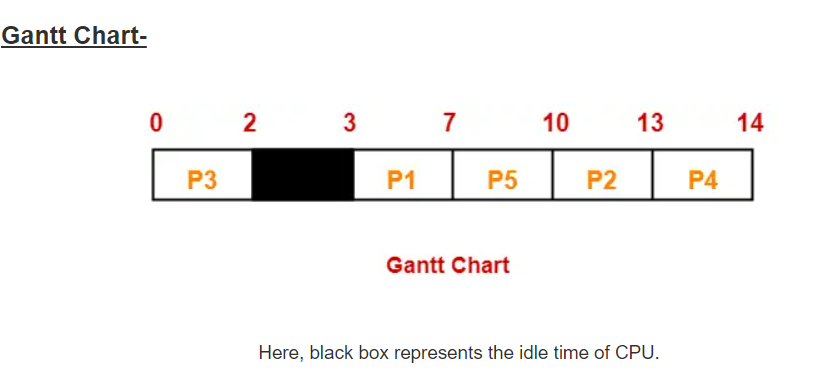 Gantt Chart-
0 2 3 7 10 13 14
P3 P1 P5 P2 P4
Gantt Chart
Here, black box represents the idle time of CPU.